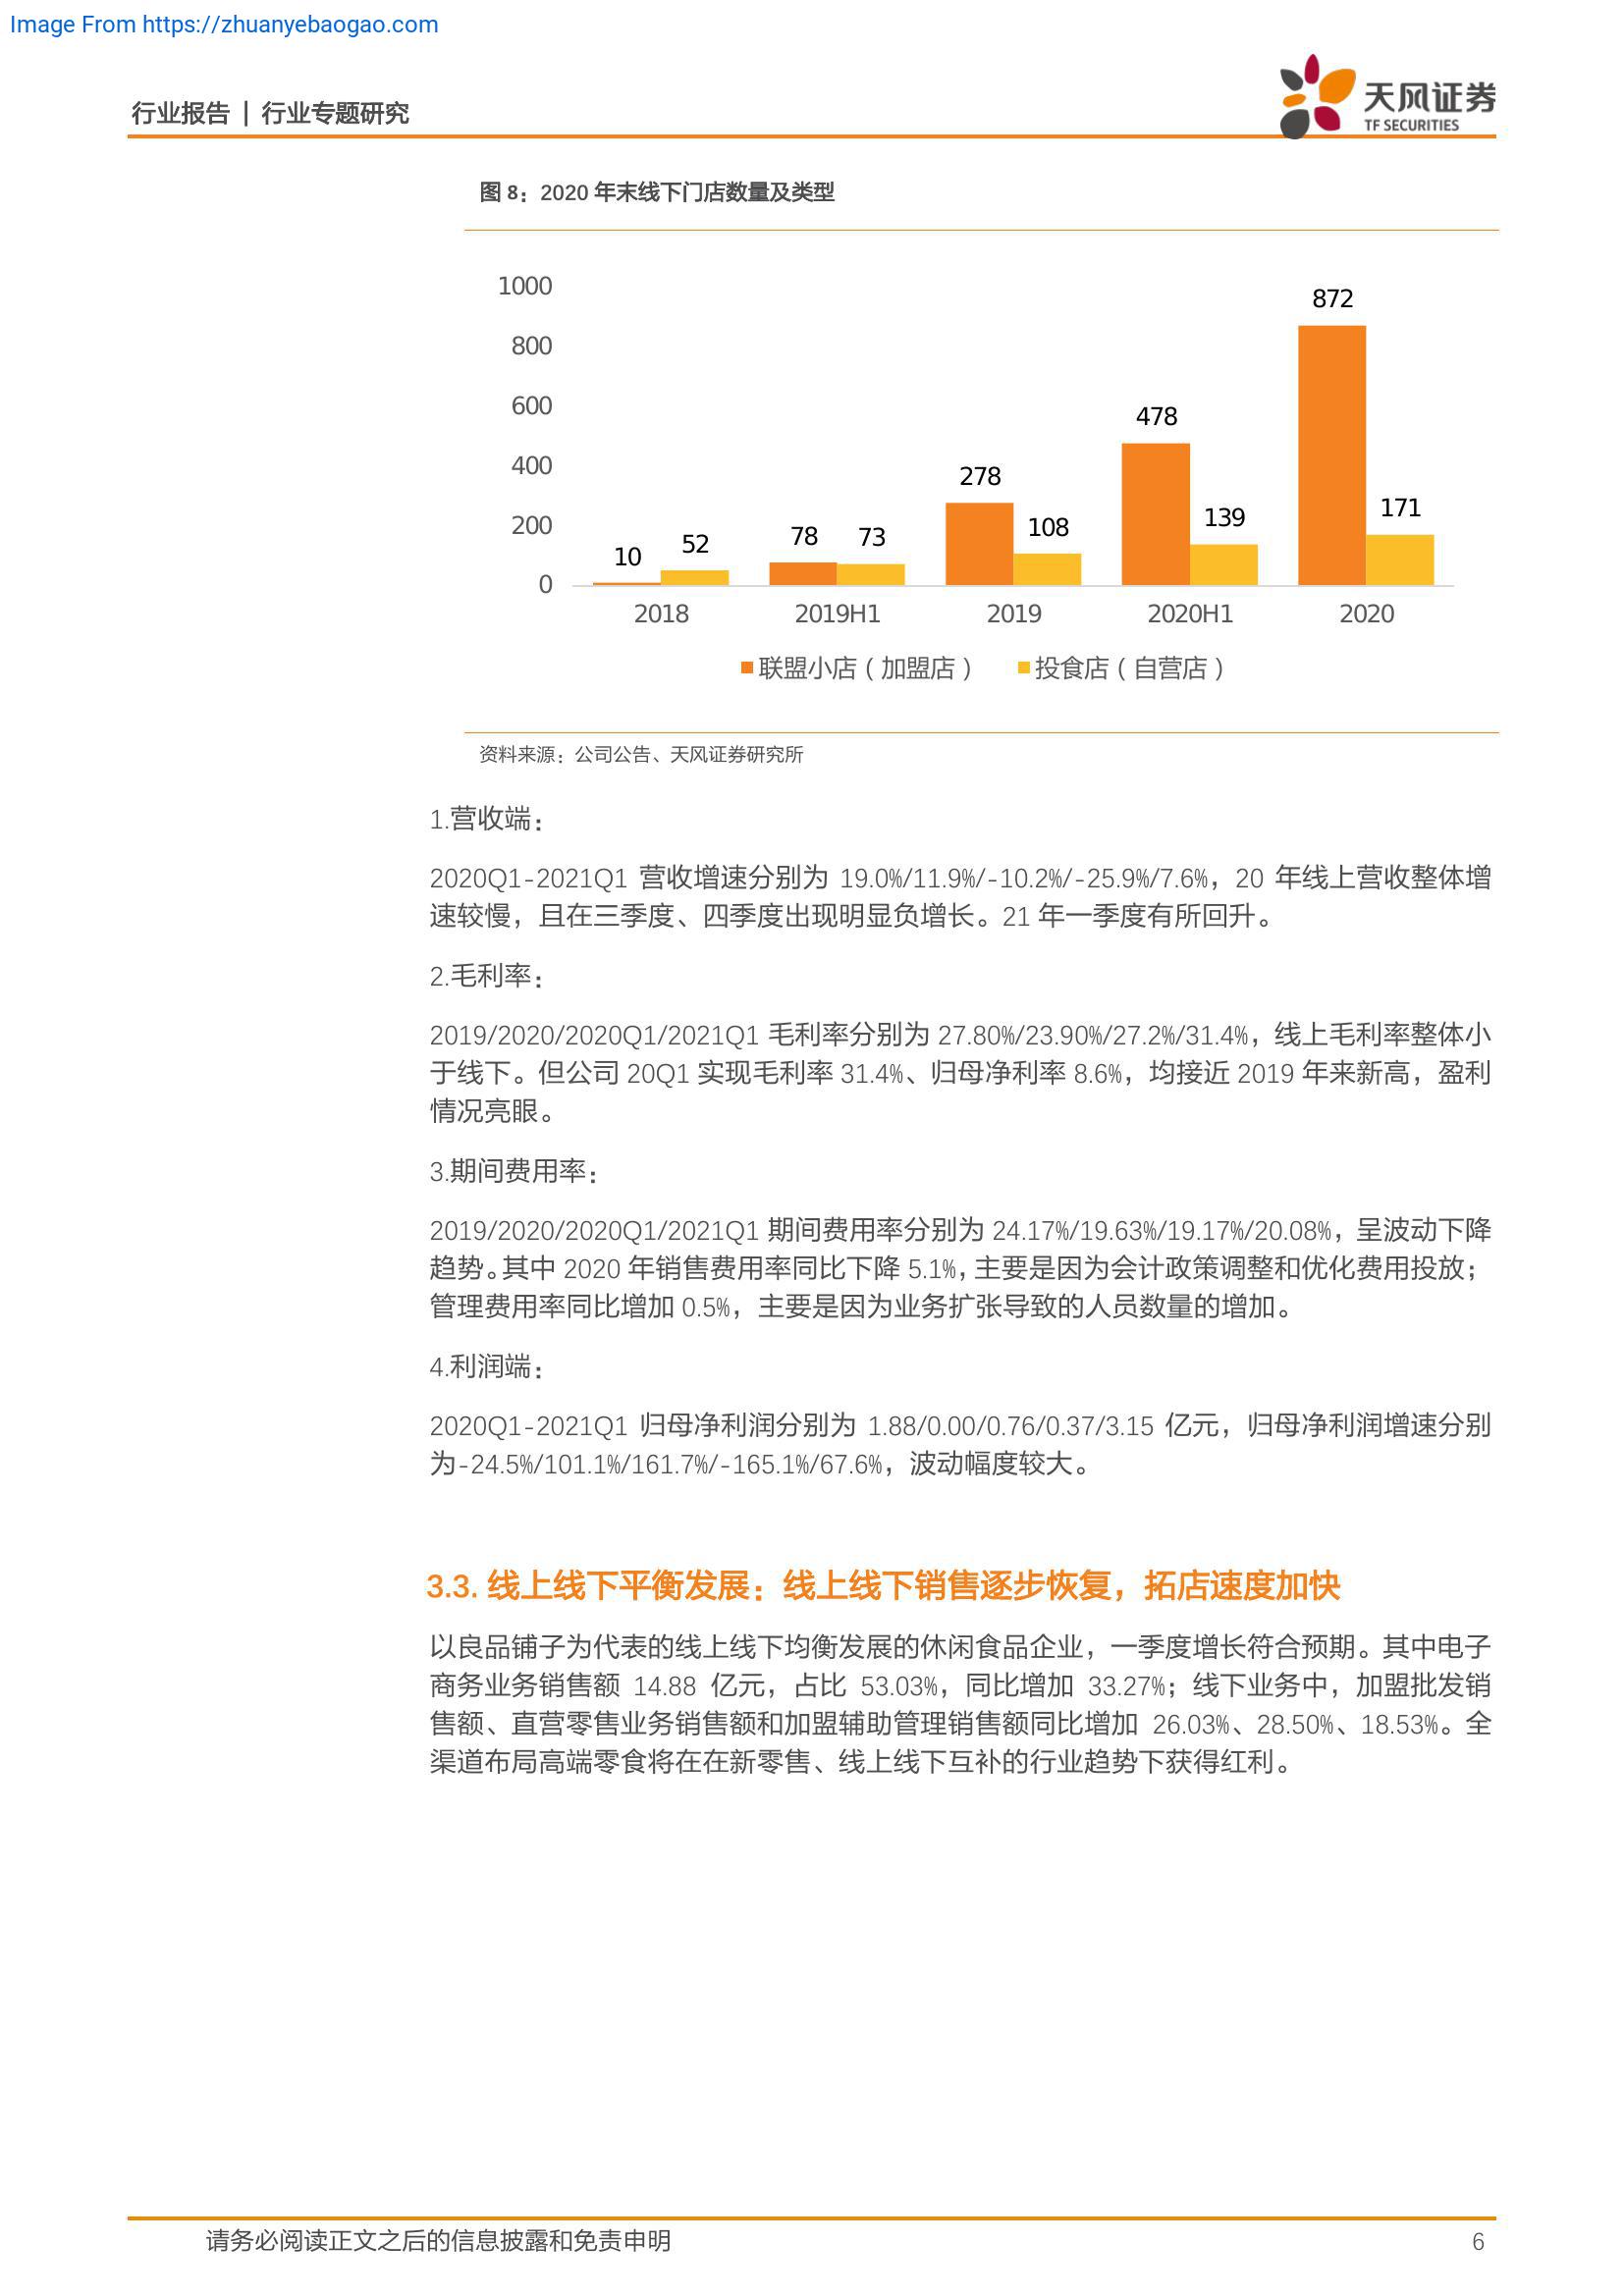 Image From https://zhuanyebaogao.com
行业报告 | 行业专题研究
天风证券
TF SECURITIES
图 8：2020 年末线下门店数量及类型
1000
800
600
400
200
0
10
52
78
73
278
108
478
139
872
171
2018
2019H1
2019
2020H1
2020
联盟小店（加盟店）
投食店（自营店）
资料来源：公司公告、天风证券研究所
1.营收端：
2020Q1-2021Q1 营收增速分别为 19.0%/11.9%/-10.2%/-25.9%/7.6%，20 年线上营收整体增
速较慢，且在三季度、四季度出现明显负增长。21 年一季度有所回升。
2.毛利率：
2019/2020/2020Q1/2021Q1 毛利率分别为 27.80%/23.90%/27.2%/31.4%，线上毛利率整体小
于线下。但公司 20Q1 实现毛利率 31.4%、归母净利率 8.6%，均接近 2019 年来新高，盈利
情况亮眼。
3.期间费用率：
2019/2020/2020Q1/2021Q1 期间费用率分别为 24.17%/19.63%/19.17%/20.08%，呈波动下降
趋势。其中 2020 年销售费用率同比下降 5.1%，主要是因为会计政策调整和优化费用投放；
管理费用率同比增加 0.5%，主要是因为业务扩张导致的人员数量的增加。
4.利润端：
2020Q1-2021Q1 归母净利润分别为 1.88/0.00/0.76/0.37/3.15 亿元，归母净利润增速分别
为-24.5%/101.1%/161.7%/-165.1%/67.6%，波动幅度较大。
3.3. 线上线下平衡发展：线上线下销售逐步恢复，拓店速度加快
以良品铺子为代表的线上线下均衡发展的休闲食品企业，一季度增长符合预期。其中电子
商务业务销售额 14.88 亿元，占比 53.03%，同比增加 33.27%；线下业务中，加盟批发销
售额、直营零售业务销售额和加盟辅助管理销售额同比增加 26.03%、28.50%、18.53%。全
渠道布局高端零食将在在新零售、线上线下互补的行业趋势下获得红利。
请务必阅读正文之后的信息披露和免责申明
6